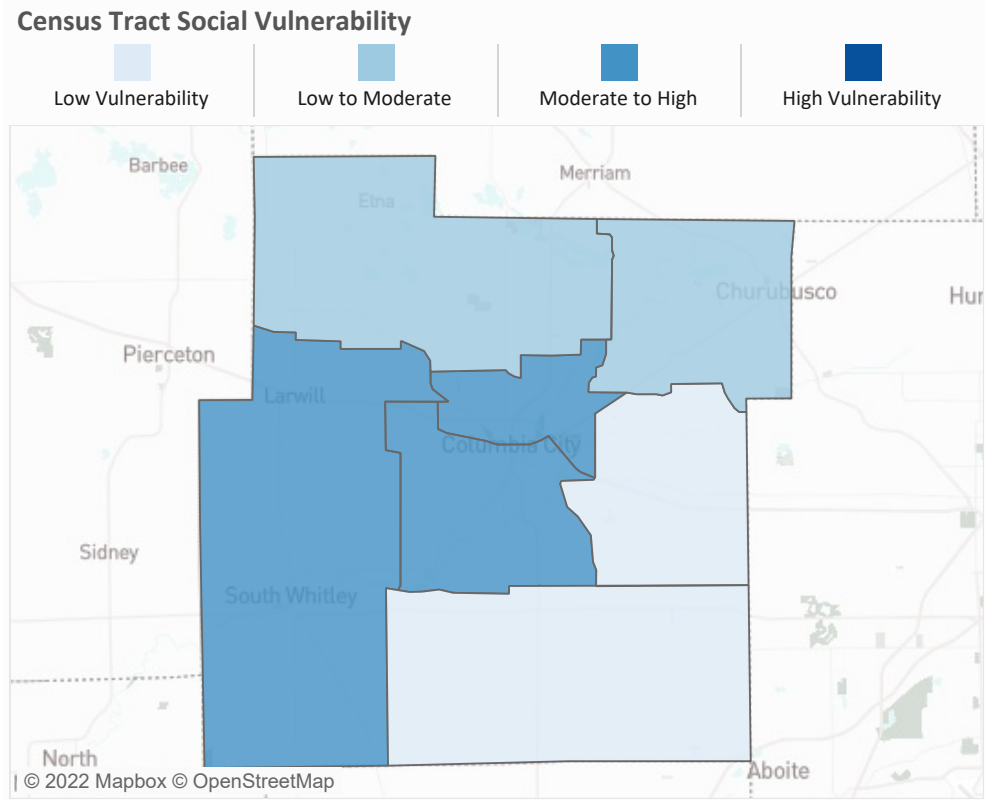 Census Tract Social Vulnerability
Low Vulnerability
Low to Moderate
Moderate to High
High Vulnerability
Barbee
Merriam
Etna
Churubusco
Hun
Pierceton
Larwill
Columbia City
Sidney
South Whitley
North
Aboite
| © 2022 Mapbox © OpenStreetMap